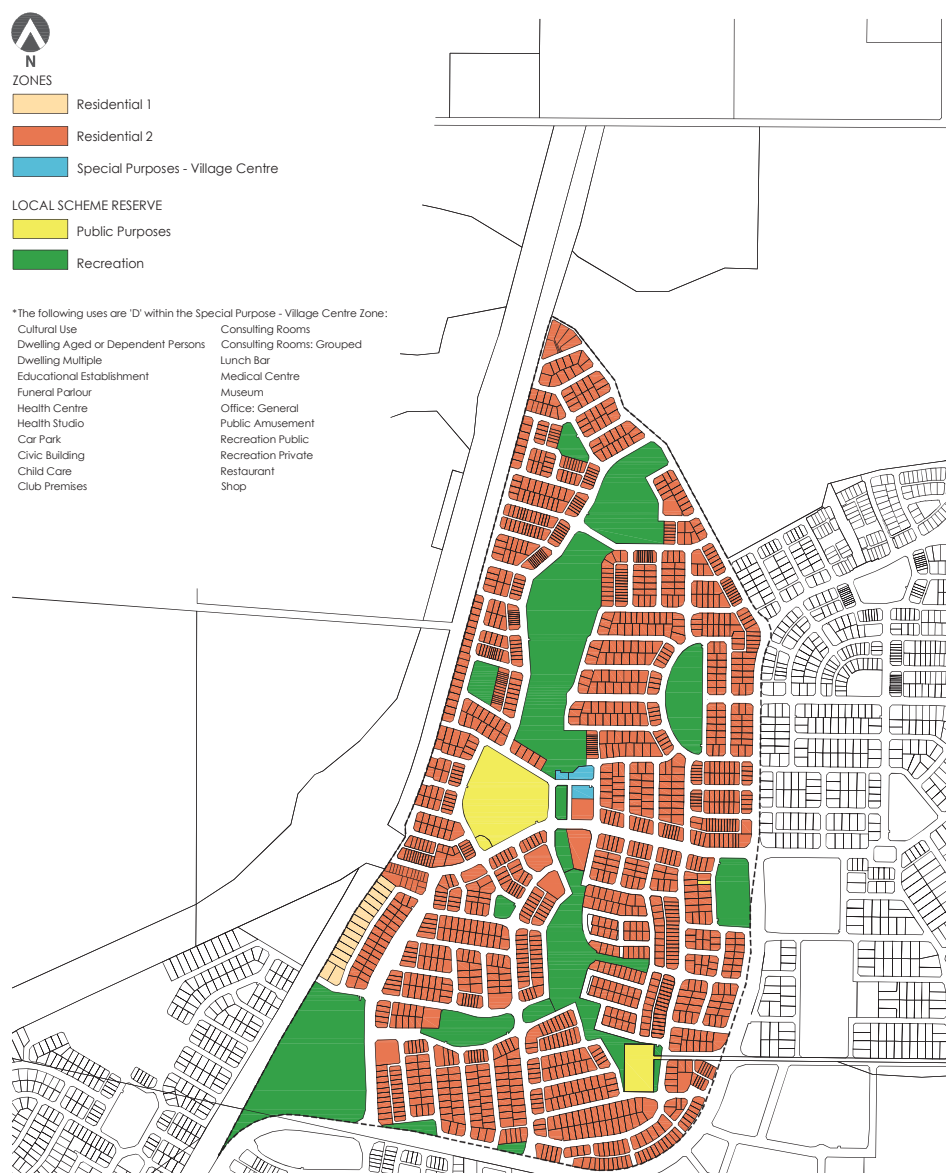 N
ZONES
Residential 1
Residential 2
Special Purposes - Village Centre
LOCAL SCHEME RESERVE
Public Purposes
Recreation
*The following uses are 'D' within the Special Purpose - Village Centre Zone:
Cultural Use
Dwelling Aged or Dependent Persons
Dwelling Multiple
Educational Establishment
Funeral Parlour
Health Centre
Health Studio
Car Park
Civic Building
Child Care
Club Premises
Consulting Rooms
Consulting Rooms: Grouped
Lunch Bar
Medical Centre
Museum
Office: General
Public Amusement
Recreation Public
Recreation Private
Restaurant
Shop